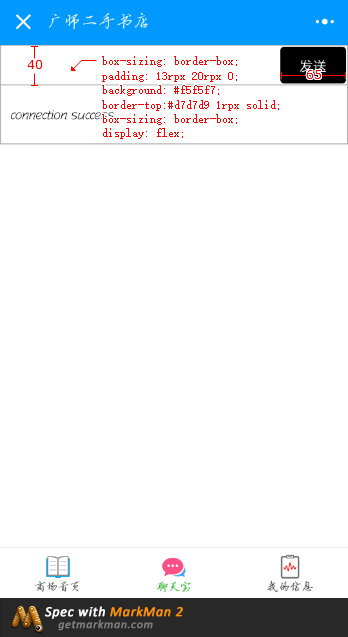 广师二手书店
40
box-sizing: border-box;
padding: 13rpx 20rpx 0;
background: #f5f5f7;
border-top:#d7d7d9 1rpx solid;
box-sizing: border-box;
display: flex;
发送
65
connection success
商场首页
聊天室
我的信息
Spec with MarkMan 2
getmarkman.com